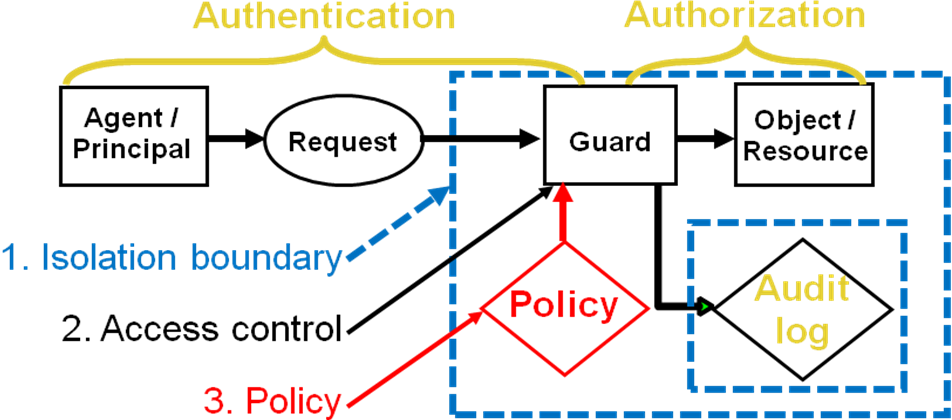 Authentication
Authorization
Agent /
Principal
Request
Guard
Object /
Resource
1. Isolation boundary
2. Access control
3. Policy
Policy
Audit
log